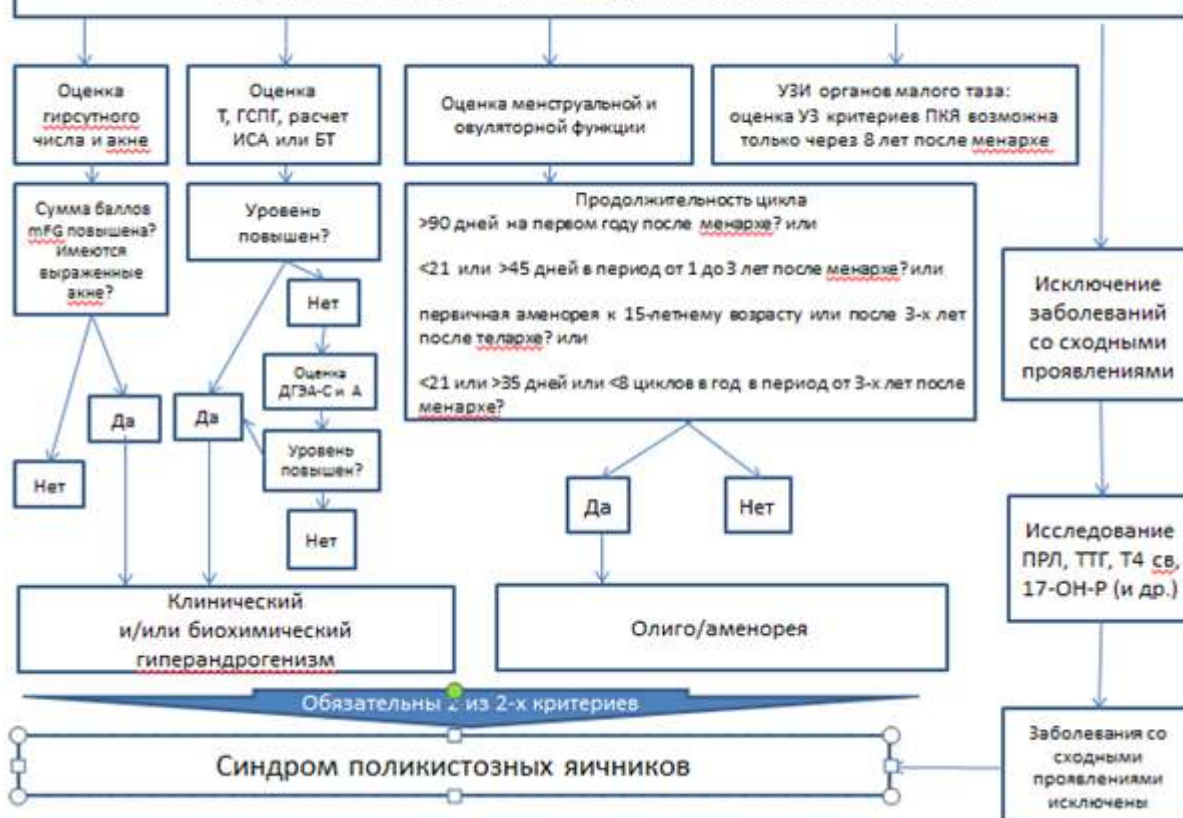 Оценка
гирсутного
числа и акне
Оценка
Т, ГСПГ, расчет
ИСА или БТ
Оценка менструальной и
овуляторной функции
УЗИ органов малого таза:
оценка УЗ критериев ПКЯ возможна
только через 8 лет после менархе
Сумма баллов
mFG повышена?
Имеются
выраженные
акне?
Уровень
повышен?
Продолжительность цикла
>90 дней на первом году после менархе? или
<21 или >45 дней в период от 1 до 3 лет после менархе? или
первичная аменорея к 15-летнему возрасту или после 3-х лет
после телархе? или
<21 или >35 дней или <8 циклов в год в период от 3-х лет после
менархе?
Исключение
заболеваний
со сходными
проявлениями
Нет
Оценка
ДГЭА-С и А
Да
Да
Уровень
повышен?
Нет
Нет
Да
Нет
Исследование
ПРЛ, ТТГ, Т4 св,
17-ОН-Р (и др.)
Клинический
и/или биохимический
гиперандрогенизм
Олиго/аменорея
Обязательны 2 из 2-х критериев
Синдром поликистозных яичников
Заболевания со
сходными
проявлениями
исключены